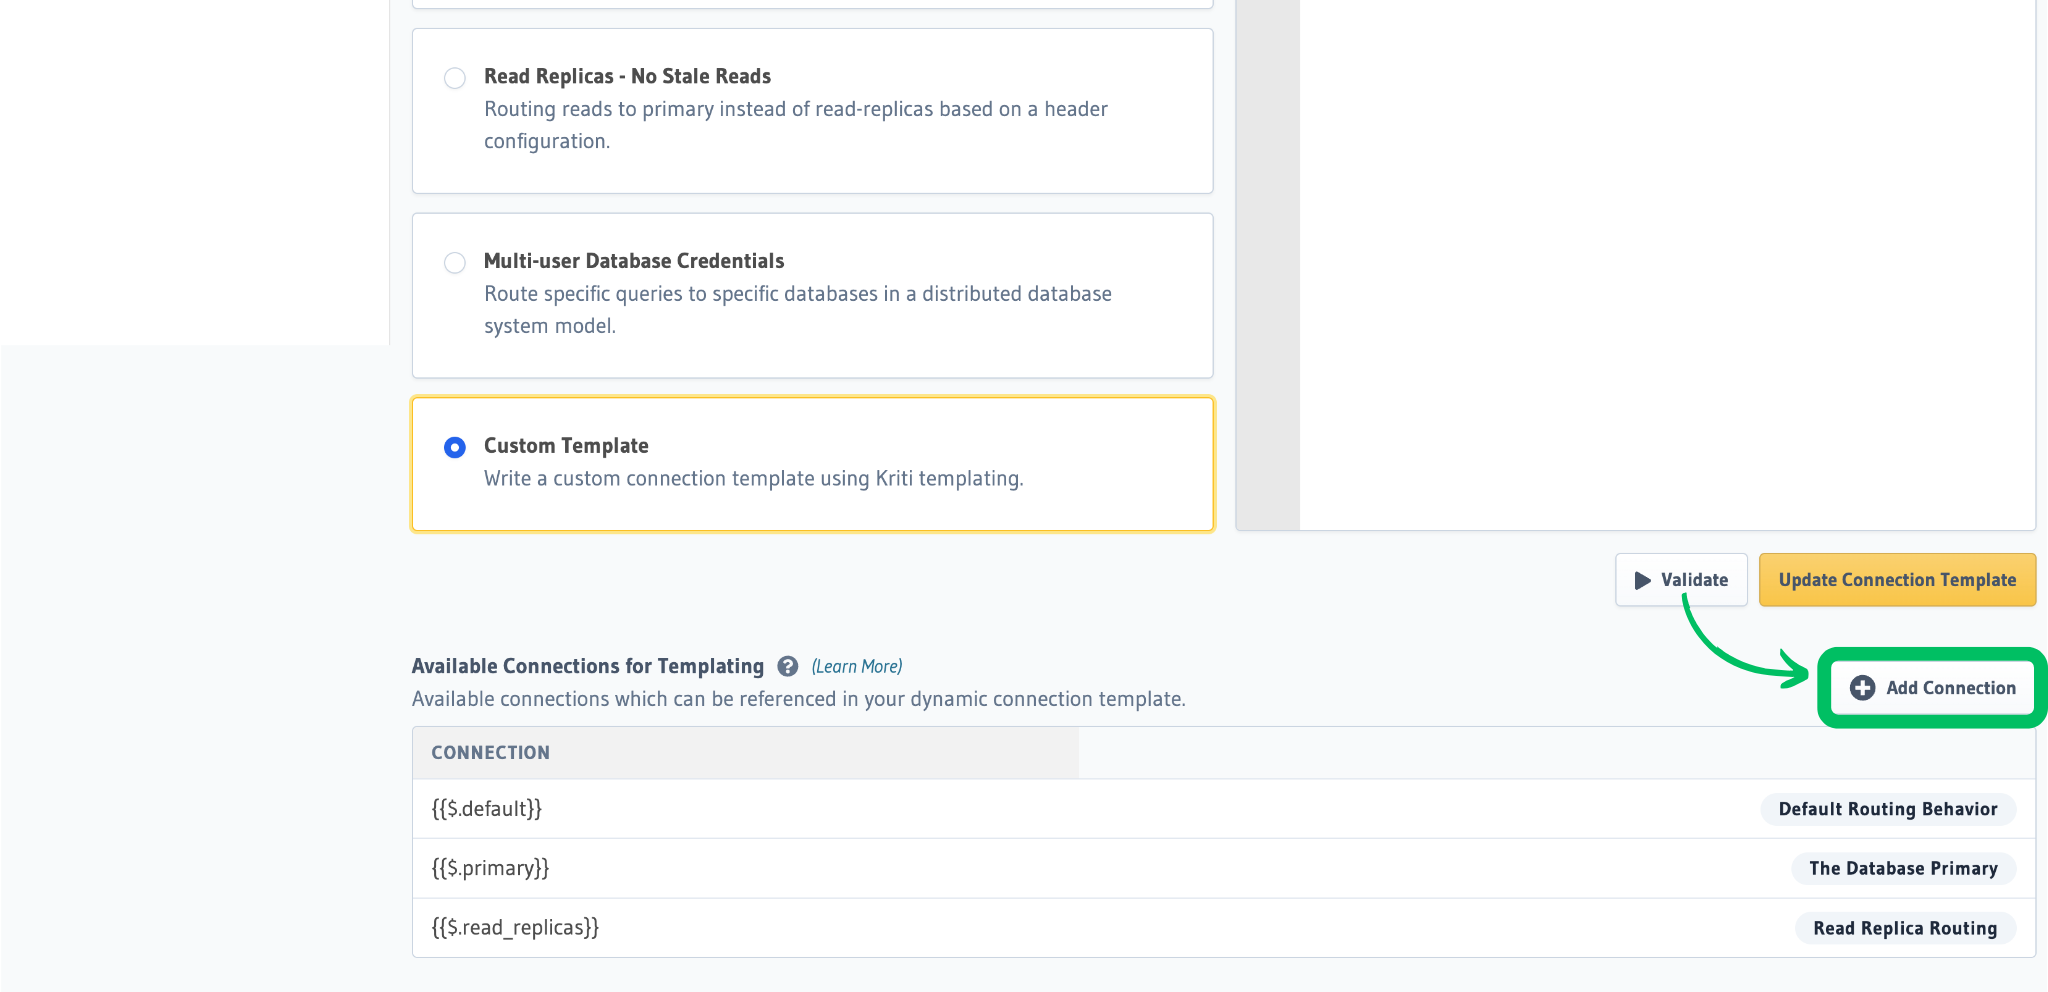 Read Replicas - No Stale Reads
Routing reads to primary instead of read-replicas based on a header
configuration.
Multi-user Database Credentials
Route specific queries to specific databases in a distributed database
system model.
Custom Template
Write a custom connection template using Kriti templating.
Validate
Update Connection Template
Available Connections for Templating ? (Learn More)
Available connections which can be referenced in your dynamic connection template.
Add Connection
CONNECTION
{{$.default}}
Default Routing Behavior
{{$.primary}}
The Database Primary
{{$.read_replicas}}
Read Replica Routing